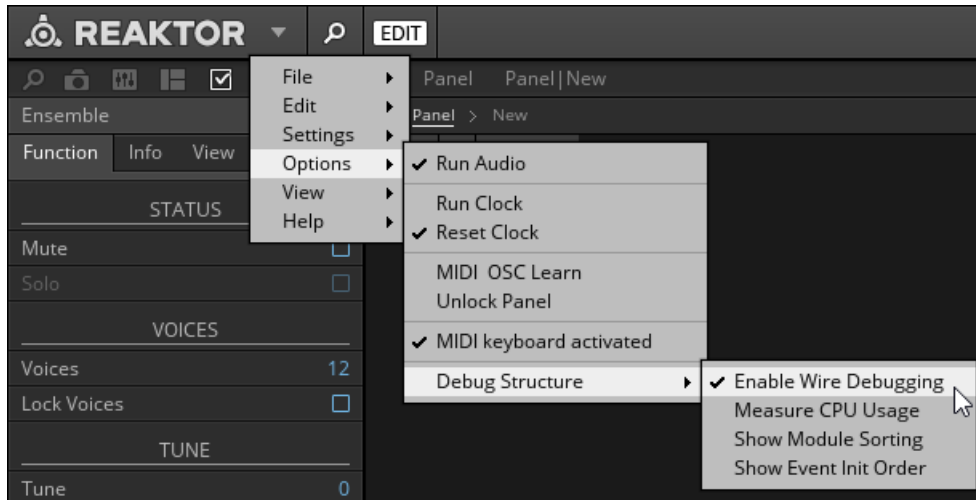 REAKTOR EDIT
Panel Panel|New
Ensemble
Panel > New
Function Info View
STATUS
Mute
Solo
VOICES
Voices 12
Lock Voices
TUNE
Tune 0
File
Edit
Settings
Options
View
Help
Run Audio
Run Clock
Reset Clock
MIDI OSC Learn
Unlock Panel
MIDI keyboard activated
Debug Structure
Enable Wire Debugging
Measure CPU Usage
Show Module Sorting
Show Event Init Order